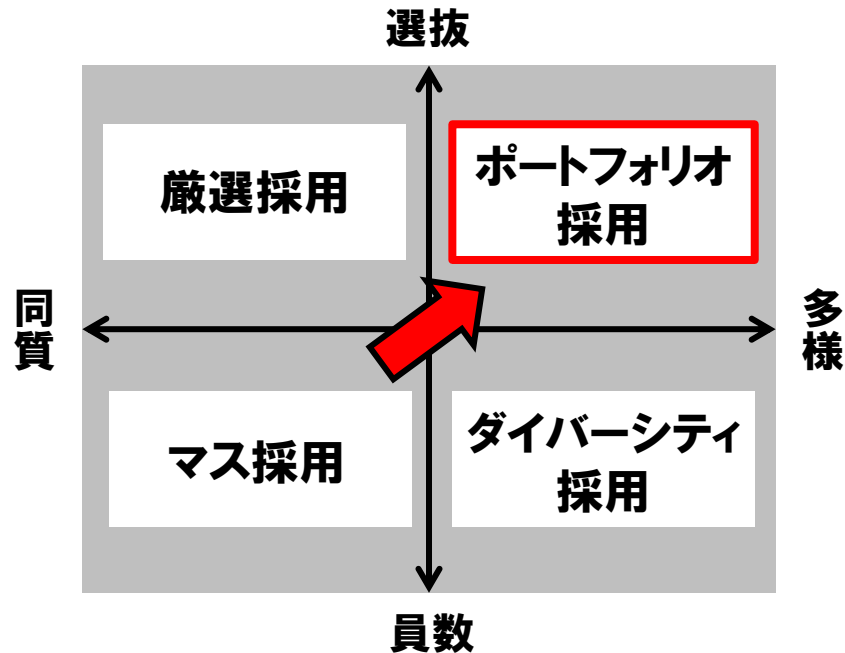 選抜
厳選採用
ポートフォリオ
採用
同質
多様
マス採用
ダイバーシティ
採用
員数